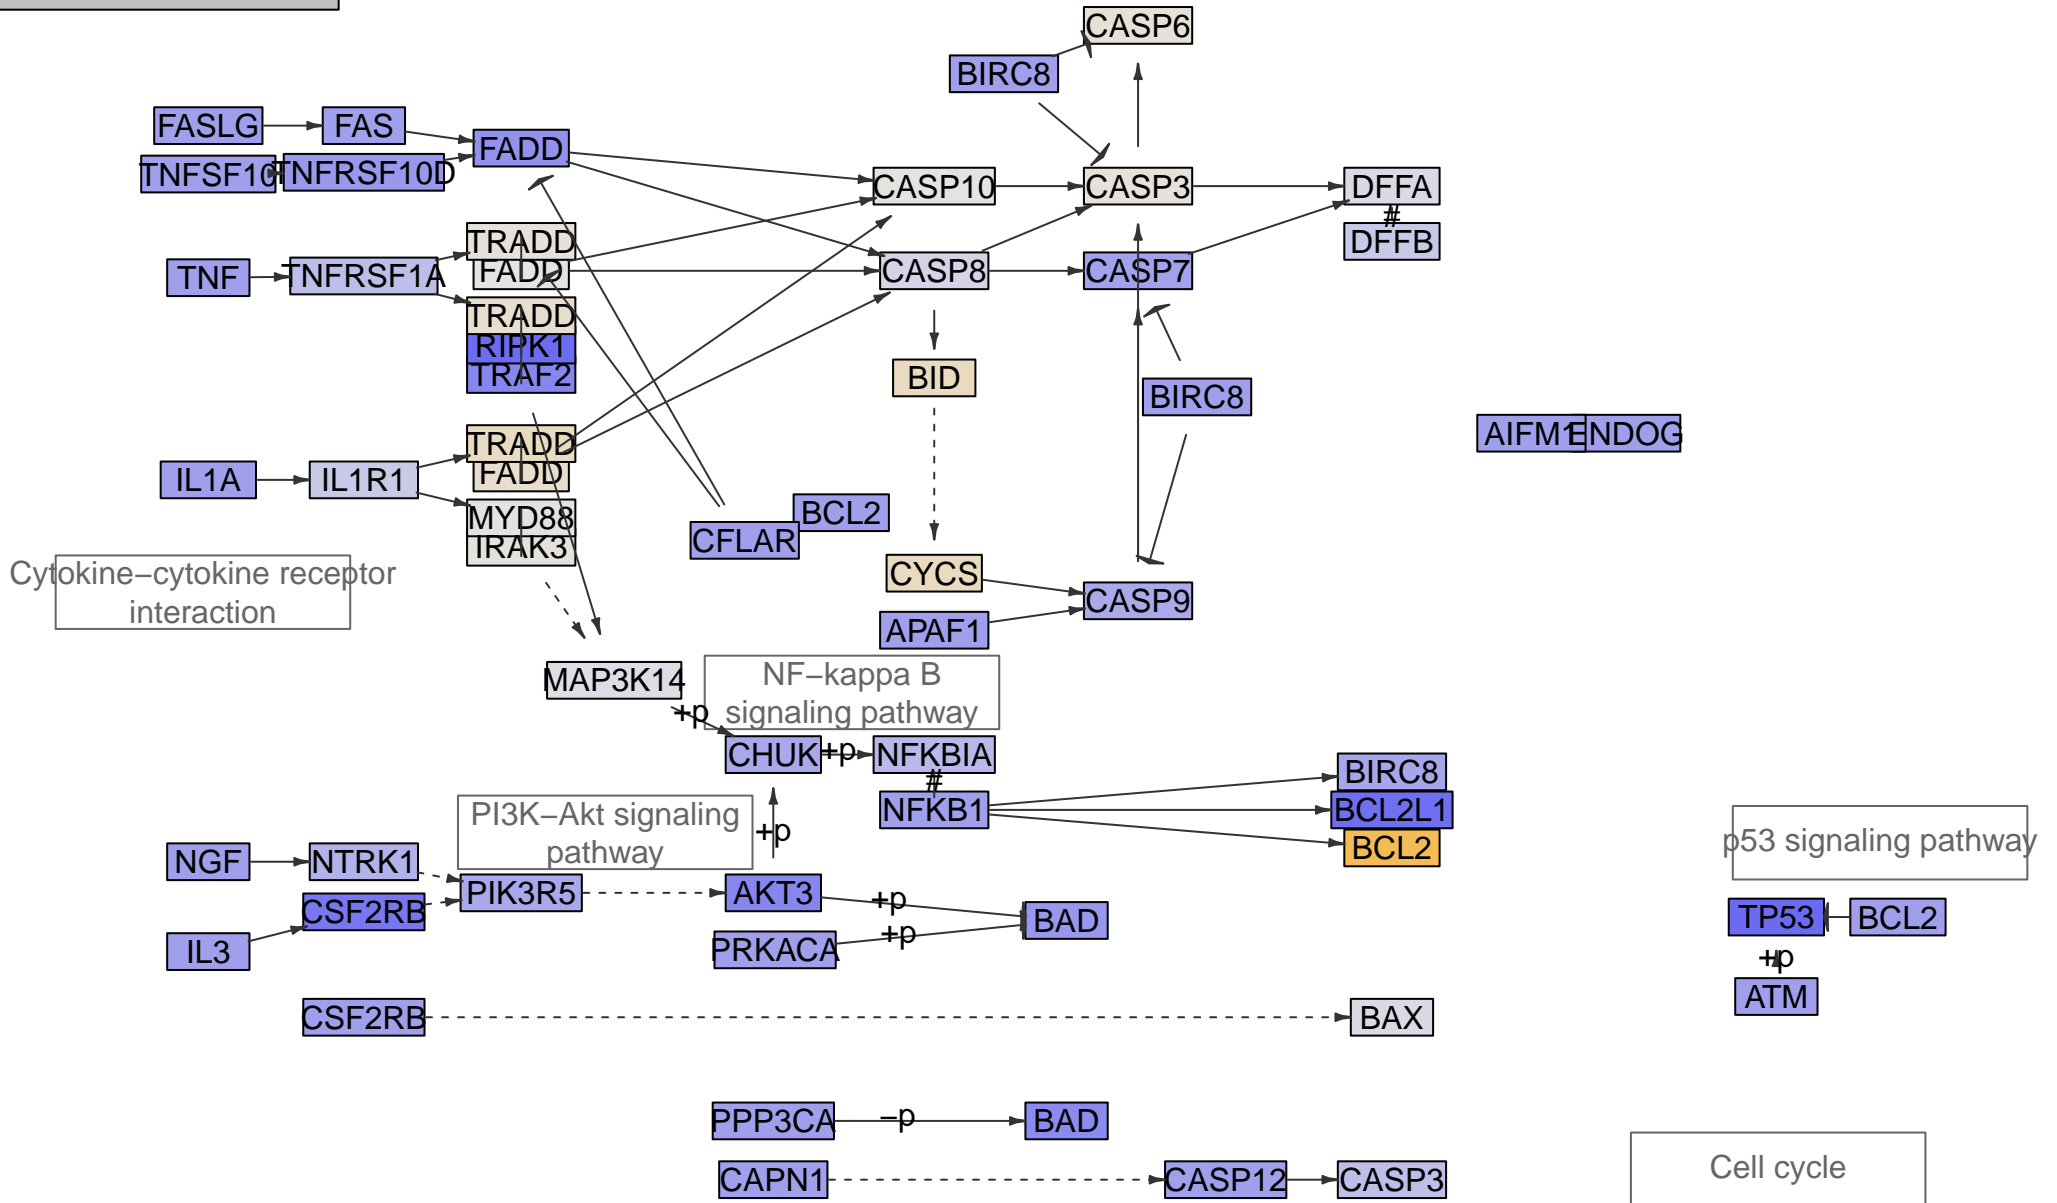 CASP6
BIRC8
FASLG
FAS
FADD
TNFSF10
TNFRSF10D
CASP10
CASP3
DFFA
#
DFFB
TRADD
FADD
TNF
TNFRSF1A
CASP8
CASP7
TRADD
RIPK1
TRAF2
BID
BIRC8
AIFM1
ENDOG
TRADD
FADD
IL1A
IL1R1
MYD88
IRAK3
BCL2
CFLAR
Cytokine−cytokine receptor
interaction
CYCS
CASP9
APAF1
MAP3K14
NF−kappa B
signaling pathway
+p
CHUK
+p
NFKBIA
#
NFKB1
BIRC8
BCL2L1
BCL2
PI3K−Akt signaling
pathway
+p
p53 signaling pathway
NGF
NTRK1
CSF2RB
PIK3R5
AKT3
+p
BAD
IL3
PRKACA
+p
TP53
BCL2
+p
ATM
CSF2RB
BAX
PPP3CA
−p
BAD
CAPN1
CASP12
CASP3
Cell cycle